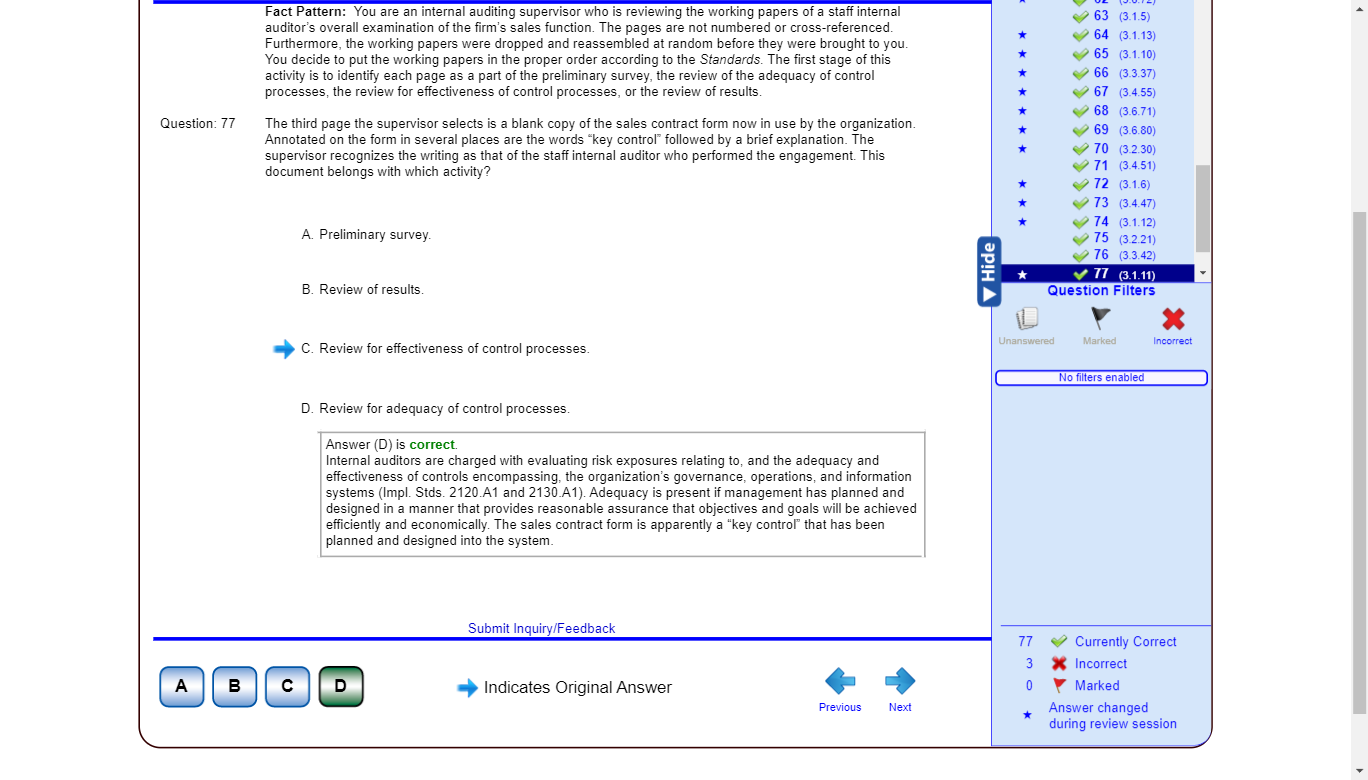 Fact Pattern: You are an internal auditing supervisor who is reviewing the working papers of a staff internal
auditor’s overall examination of the firm’s sales function. The pages are not numbered or cross-referenced.
Furthermore, the working papers were dropped and reassembled at random before they were brought to you.
You decide to put the working papers in the proper order according to the Standards. The first stage of this
activity is to identify each page as a part of the preliminary survey, the review of the adequacy of control
processes, the review for effectiveness of control processes, or the review of results.
Question: 77
The third page the supervisor selects is a blank copy of the sales contract form now in use by the organization.
Annotated on the form in several places are the words “key control” followed by a brief explanation. The
supervisor recognizes the writing as that of the staff internal auditor who performed the engagement. This
document belongs with which activity?
A. Preliminary survey.
B. Review of results.
C. Review for effectiveness of control processes.
D. Review for adequacy of control processes.
Answer (D) is correct.
Internal auditors are charged with evaluating risk exposures relating to, and the adequacy and
effectiveness of controls encompassing, the organization’s governance, operations, and information
systems (Impl. Stds. 2120.A1 and 2130.A1). Adequacy is present if management has planned and
designed in a manner that provides reasonable assurance that objectives and goals will be achieved
efficiently and economically. The sales contract form is apparently a “key control” that has been
planned and designed into the system.
Submit Inquiry/Feedback
A B C D
Indicates Original Answer
Previous
Next
63 (3.1.5)
64 (3.1.13)
65 (3.1.10)
66 (3.3.37)
67 (3.4.55)
68 (3.6.71)
69 (3.6.80)
70 (3.2.30)
71 (3.4.51)
72 (3.1.6)
73 (3.4.47)
74 (3.1.12)
75 (3.2.21)
76 (3.3.42)
77 (3.1.11)
Hide
Question Filters
Unanswered
Marked
Incorrect
No filters enabled
77 Currently Correct
3 Incorrect
0 Marked
Answer changed
during review session